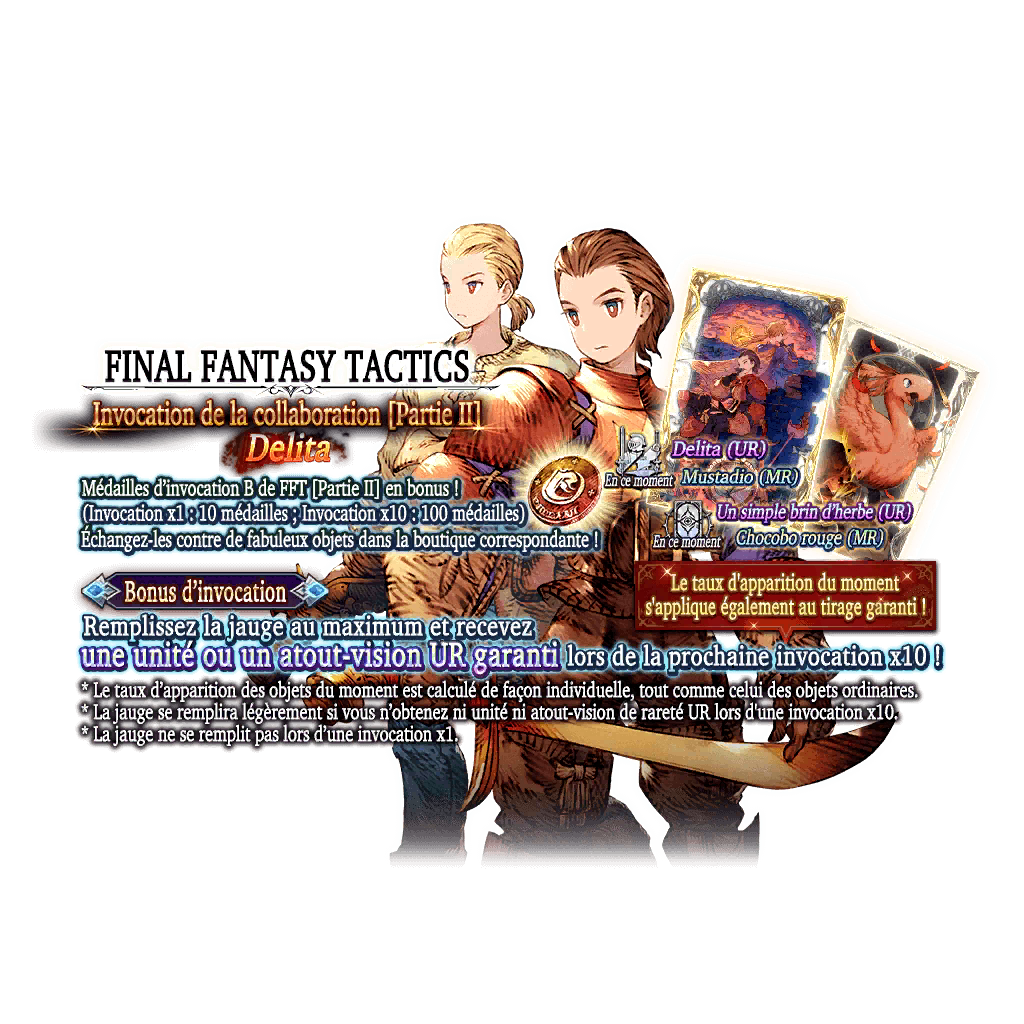 FINAL FANTASY TACTICS
Invocation de la collaboration [Partie II]
Delita
Médailles d'invocation B de FFT [Partie II] en bonus !
(Invocation x1 : 10 médailles ; Invocation x10 : 100 médailles)
Échangez-les contre de fabuleux objets dans la boutique correspondante !
En ce moment
Delita (UR)
Mustadio (MR)
En ce moment
Un simple brin d'herbe (UR)
Chocobo rouge (MR)
Le taux d'apparition du moment
s'applique également au tirage garanti !
Bonus d'invocation
Remplissez la jauge au maximum et recevez
une unité ou un atout-vision UR garanti lors de la prochaine invocation x10 !
* Le taux d'apparition des objets du moment est calculé de façon individuelle, tout comme celui des objets ordinaires.
* La jauge se remplira légèrement si vous n'obtenez ni unité ni atout-vision de rareté UR lors d'une invocation x10.
* La jauge ne se remplit pas lors d'une invocation x1.